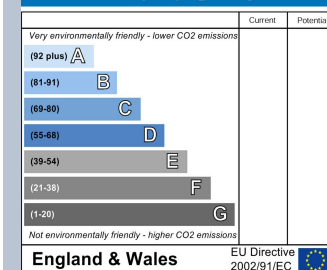 Current Potential
Very environmentally friendly - lower CO2 emissions
(92 plus) A
(81-91) B
(69-80) C
(55-68) D
(39-54) E
(21-38) F
(1-20) G
Not environmentally friendly - higher CO2 emissions
England & Wales
EU Directive
2002/91/EC